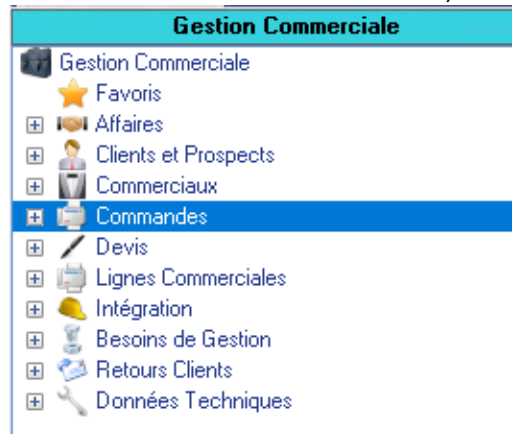 Gestion Commerciale
Gestion Commerciale
Favoris
Affaires
Clients et Prospects
Commerciaux
Commandes
Devis
Lignes Commerciales
Intégration
Besoins de Gestion
Retours Clients
Données Techniques